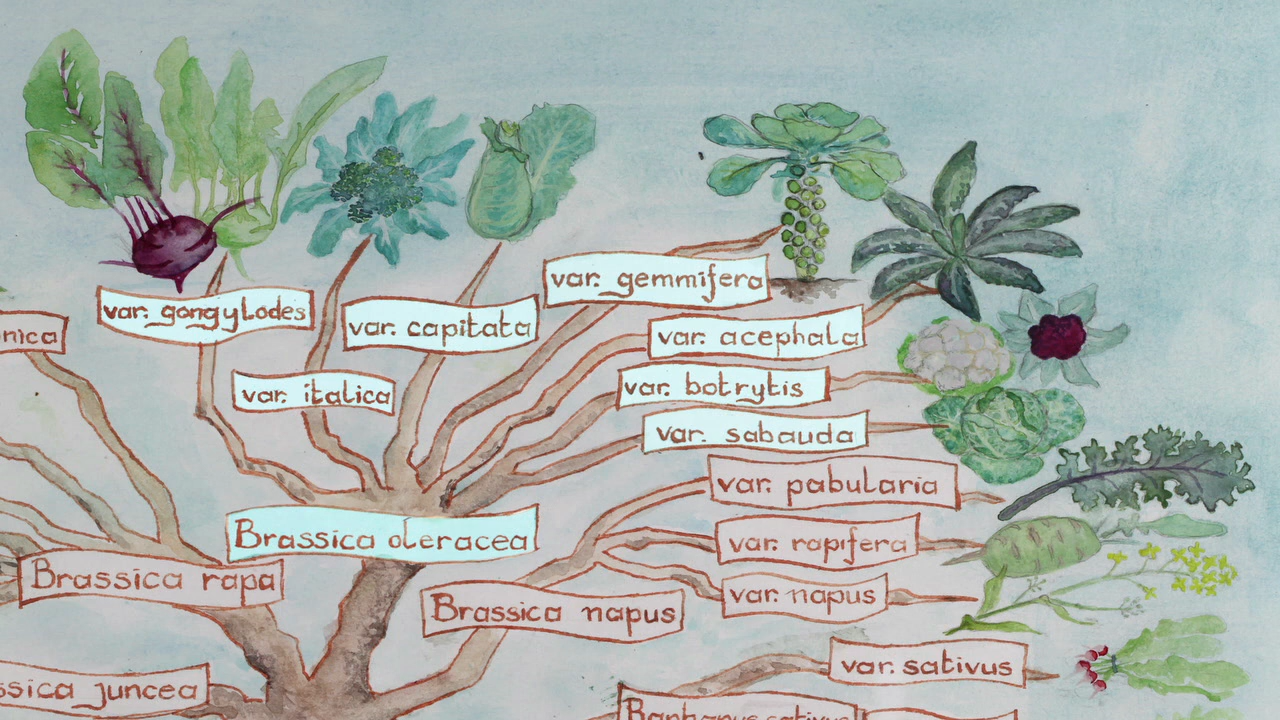 var. gemmifera
var. gongylodes
var. capitata
var. acephala
var. italica
var. botrytis
var. sabauda
var. pabularia
Brassica oleracea
var. rapifera
Brassica rapa
var. napus
Brassica napus
var. sativus
juncea